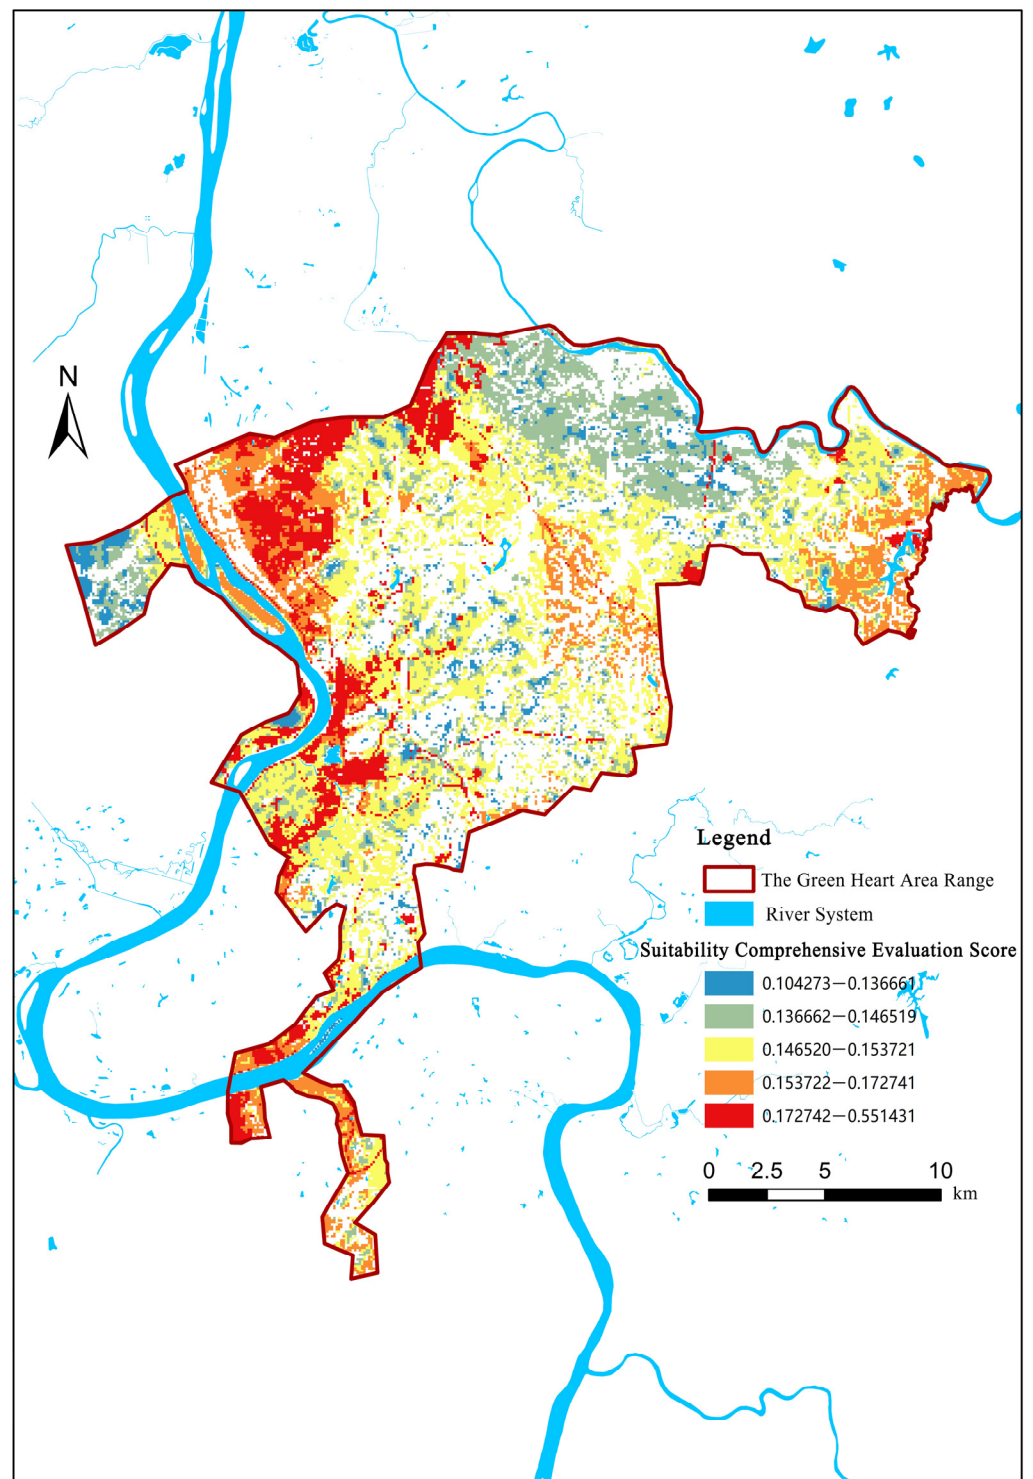 N
Legend
The Green Heart Area Range
River System
Suitability Comprehensive Evaluation Score
0.104273—0.136661
0.136662—0.146519
0.146520—0.153721
0.153722—0.172741
0.172742—0.551431
0 2.5 5 10
km